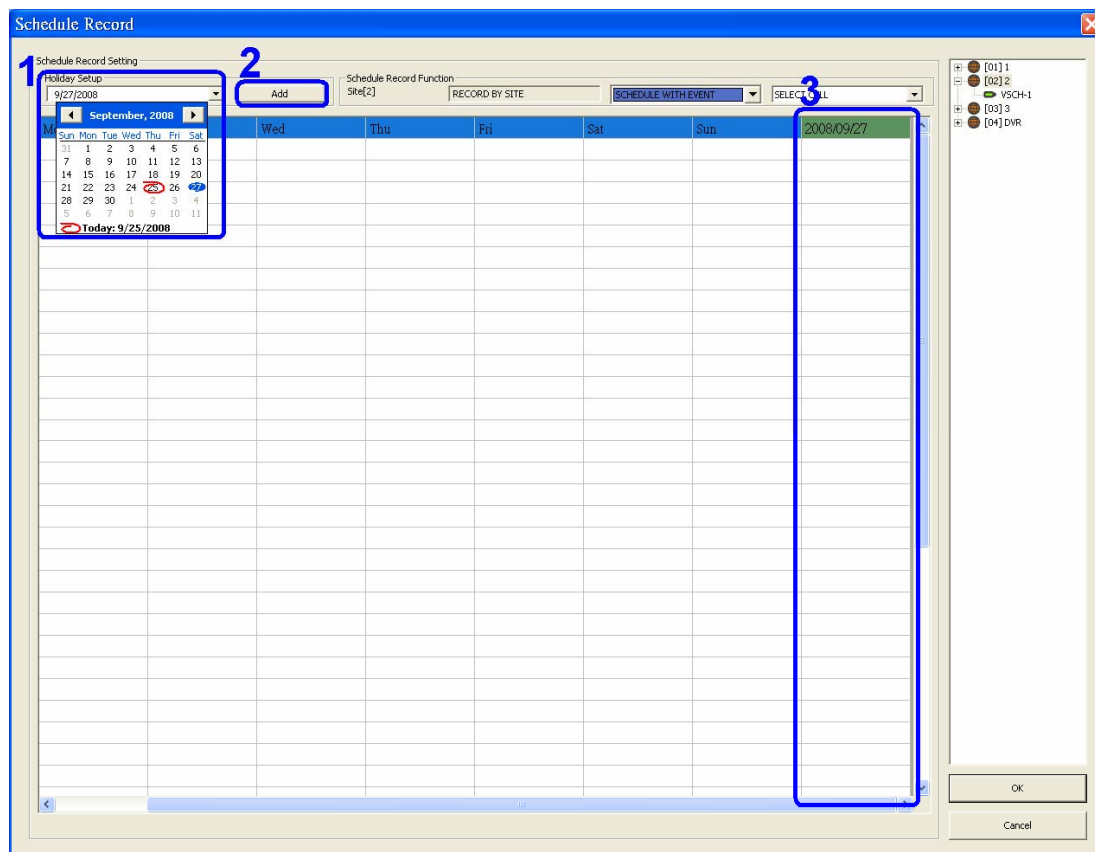 Schedule Record
1
2
3
Schedule Record Setting
Holiday Setup
9/27/2008
Add
Schedule Record Function
Site[2]
RECORD BY SITE
SCHEDULE WITH EVENT
SELECT CELL
September, 2008
Sun Mon Tue Wed Thu Fri Sat
31 1 2 3 4 5 6
7 8 9 10 11 12 13
14 15 16 17 18 19 20
21 22 23 24 25 26 27
28 29 30 1 2 3 4
5 6 7 8 9 10 11
Today: 9/25/2008
Wed Thu Fri Sat Sun 2008/09/27
[01] 1
[02] 2
VSCH-1
[03] 3
[04] DVR
OK
Cancel